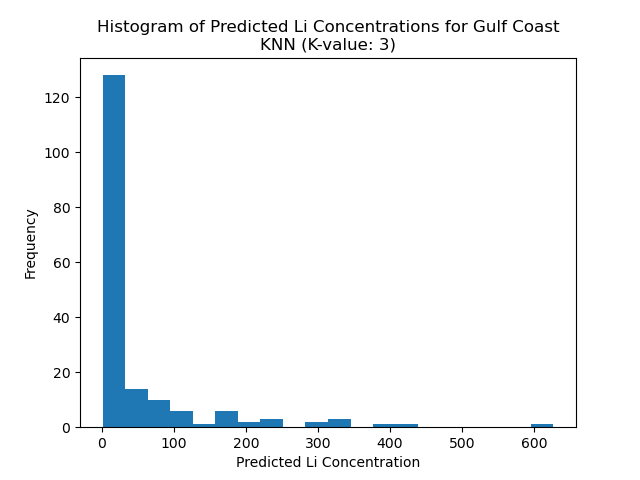 Histogram of Predicted Li Concentrations for Gulf Coast
KNN (K-value: 3)
120
100
80
60
40
20
0
Frequency
0 100 200 300 400 500 600
Predicted Li Concentration